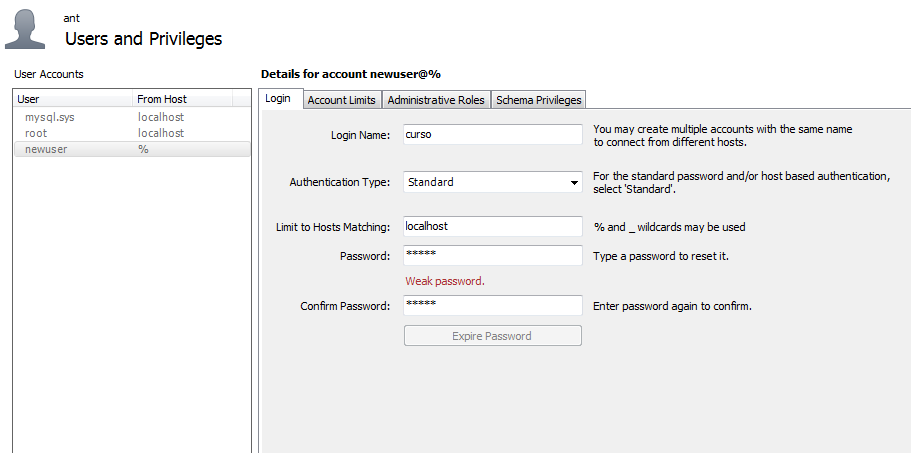 ant
Users and Privileges
User Accounts
User From Host
mysql.sys localhost
root localhost
newuser %
Details for account newuser@%
Login Account Limits Administrative Roles Schema Privileges
Login Name: curso You may create multiple accounts with the same name
to connect from different hosts.
Authentication Type: Standard For the standard password and/or host based authentication,
select 'Standard'.
Limit to Hosts Matching: localhost % and _ wildcards may be used
Password: ***** Type a password to reset it.
Weak password.
Confirm Password: ***** Enter password again to confirm.
Expire Password